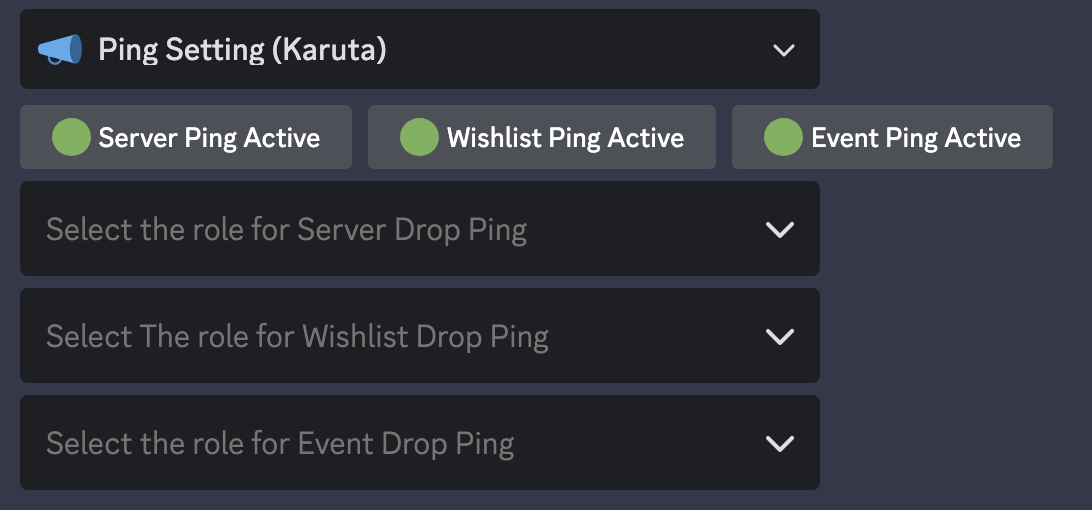 Ping Setting (Karuta)
Server Ping Active Wishlist Ping Active Event Ping Active
Select the role for Server Drop Ping
Select The role for Wishlist Drop Ping
Select the role for Event Drop Ping